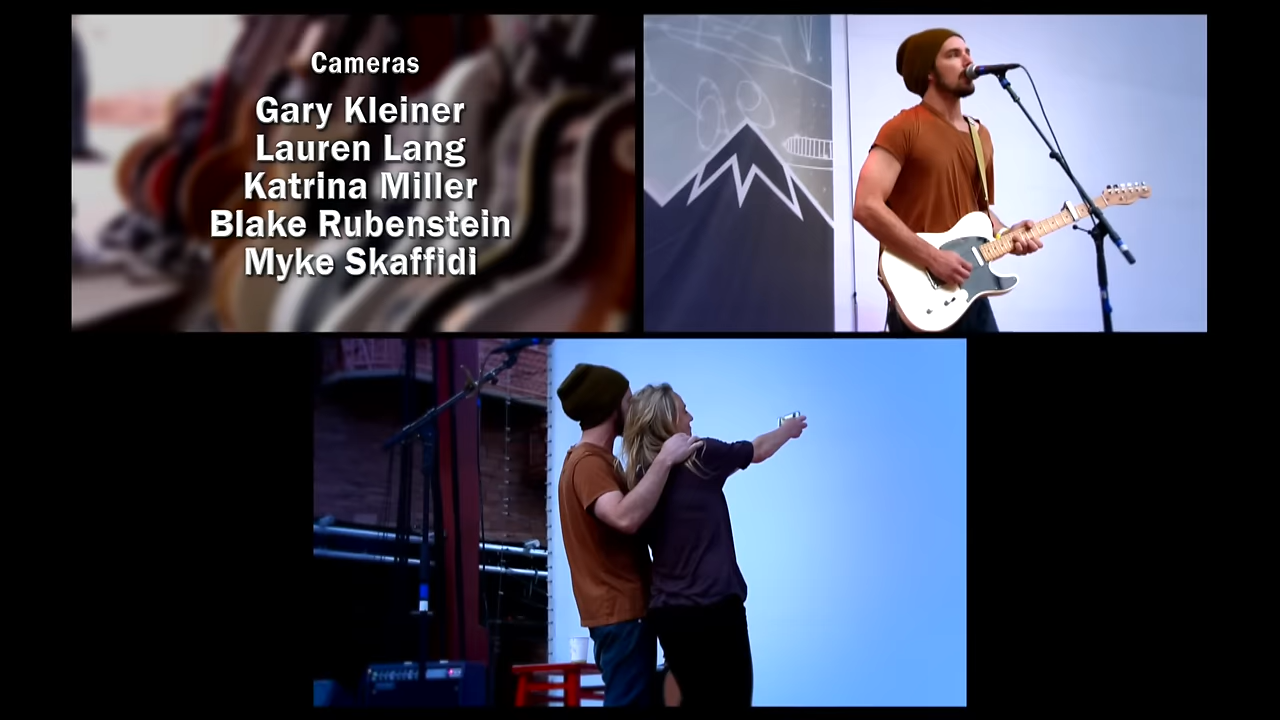 Cameras
Gary Kleiner
Lauren Lang
Katrina Miller
Blake Rubenstein
Myke Skaffidi